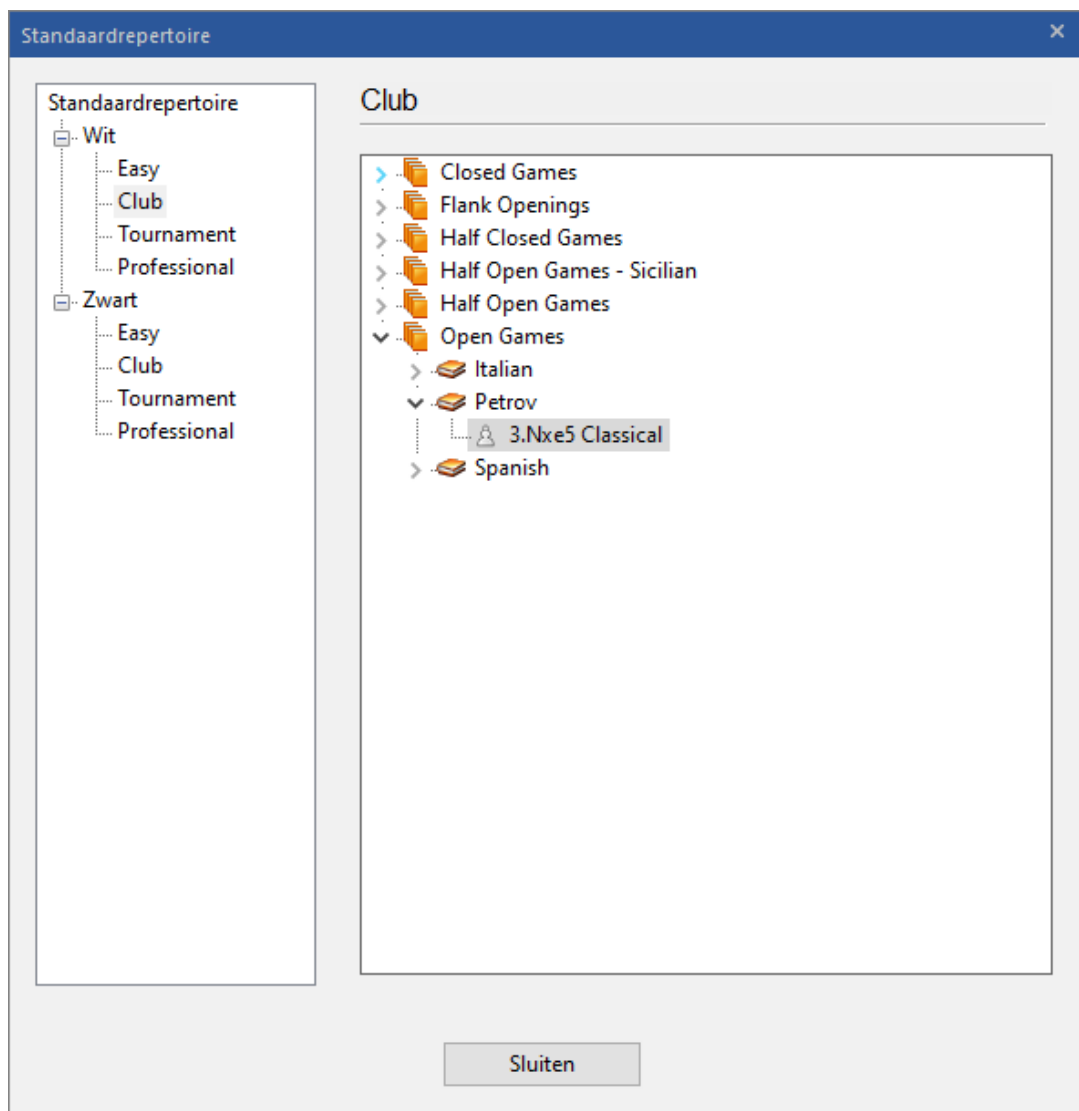 Standaardrepertoire
Standaardrepertoire
Wit
Easy
Club
Tournament
Professional
Zwart
Easy
Club
Tournament
Professional
Club
Closed Games
Flank Openings
Half Closed Games
Half Open Games - Sicilian
Half Open Games
Open Games
Italian
Petrov
3.Nxe5 Classical
Spanish
Sluiten